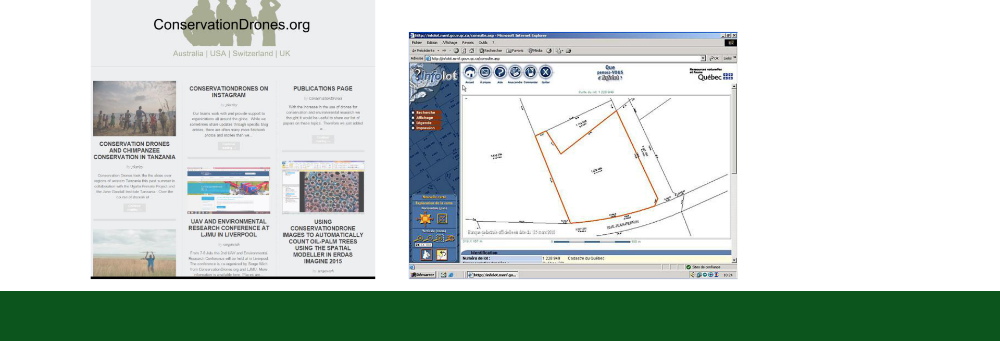 ConservationDrones.org
Australia | USA | Switzerland | UK
CONSERVATION DRONES
AND CHIMPANZEE
CONSERVATION IN TANZANIA
by jtkerby
Conservation Drones took the the skies over
regions of western Tanzania this past summer in
collaboration with the Ugalla Primate Project and
the Jane Goodall Institute Tanzania. Over the
course of dozens of...
Continue
reading →
CONSERVATIONDRONES ON
INSTAGRAM
by jtkerby
Our teams work with and provide support to
organizations all around the globe. While we
sometimes share updates through specific blog
entries, there are often many more fieldwork
photos and stories than we...
Continue
reading →
UAV AND ENVIRONMENTAL
RESEARCH CONFERENCE AT
LJMU IN LIVERPOOL
by sergewich
From 7-8 July the 2nd UAV and Environmental
Research Conference will be held at in Liverpool.
The conference is co-organized by Serge Wich
from ConservationDrones.org and LJMU. More
information is available here. Places are...
PUBLICATIONS PAGE
by ConservationDrones
With the increase in the use of drones for
conservation and environmental research we
thought it would be useful to share our list of
papers on these topics. Therefore we just added
a...
Continue
reading →
USING
CONSERVATIONDRONE
IMAGES TO AUTOMATICALLY
COUNT OIL-PALM TREES
USING THE SPATIAL
MODELLER IN ERDAS
IMAGINE 2015
by sergewich
http://infolot.mrnf.gouv.qc.ca/consulte.asp - Microsoft Internet Explorer
Fichier Edition Affichage Favoris Outils ?
Précédente Rechercher Favoris Média
Adresse http://infolot.mrnf.gouv.qc.ca/consulte.asp OK Liens »
?Infolot
Accueil À propos Aide Nous joindre Commander Quitter
Que
pensez-VOUS
d'Infolot ?
Ressources naturelles
et Faune
Québec
Carte du lot: 1 228 949
Recherche
Affichage
Légende
Impression
1 228 949
RUE JEAN-PERRIN
1 227 271
Banque cadastrale officielle en date du : 25 mars 2010
319 X 167 m
0 100 m
Nouvelle carte
Exploration de la carte
Horizontale (pan)
Verticale (zoom)
2X 5X 10X
Identification
Numéro de lot : 1 228 949 Cadastre du Québec
Sites de confiance
Démarrer http://infolot.mrnf.go... 10:24